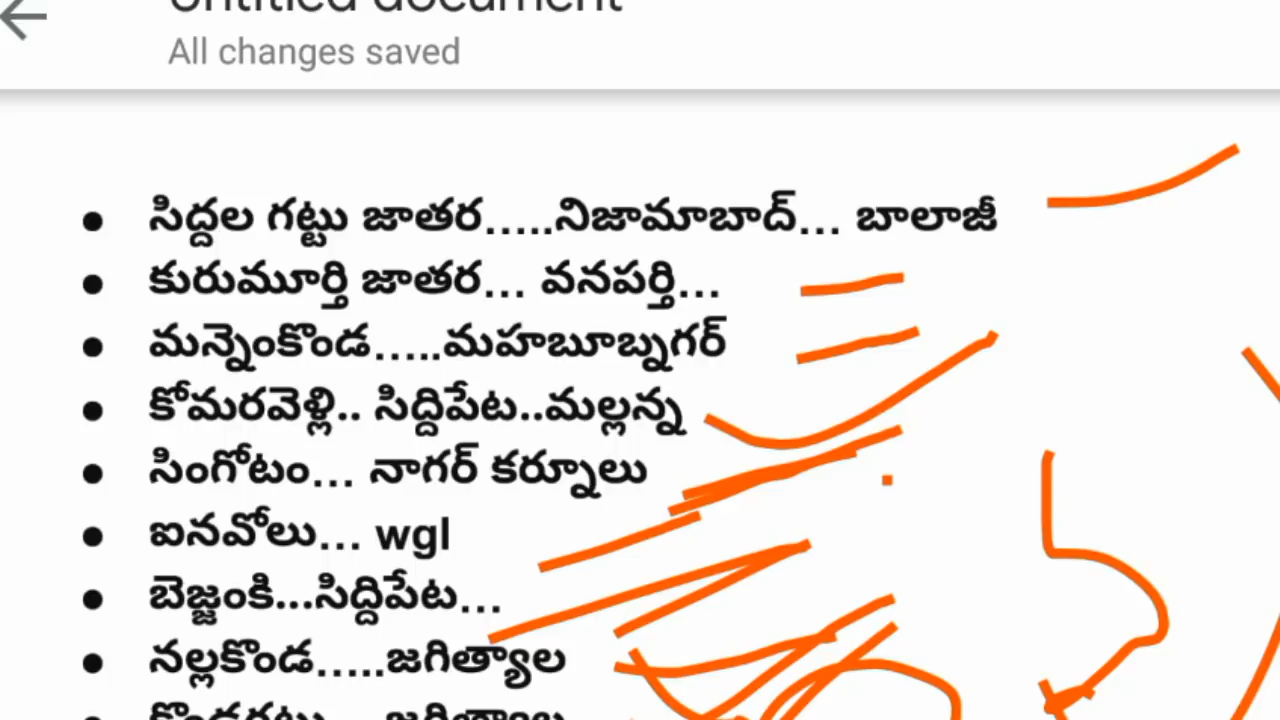 Untitled document
All changes saved
• సిద్దల గట్టు జాతర.....నిజామాబాద్... బాలాజీ
• కురుమూర్తి జాతర... వనపర్తి...
• మన్నెంకొండ.....మహబూబ్నగర్
• కోమరవెళ్లి.. సిద్దిపేట..మల్లన్న
• సింగోటం... నాగర్ కర్నూలు
• ఐనవోలు... wgl
• బెజ్జంకి...సిద్దిపేట...
• నల్లకొండ.....జగిత్యాల